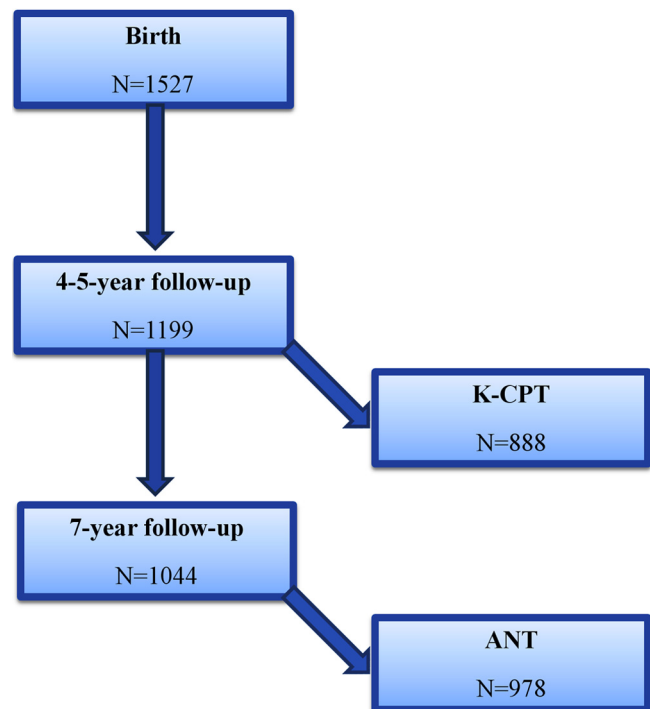 Birth
N=1527
4-5-year follow-up
N=1199
K-CPT
N=888
7-year follow-up
N=1044
ANT
N=978